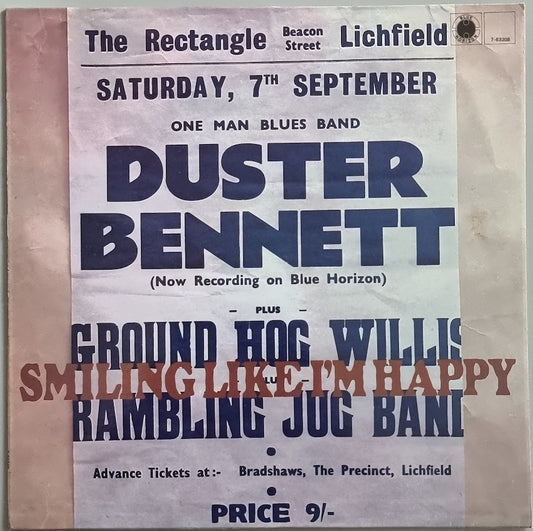 The Rectangle Beacon Street Lichfield
7-63208
SATURDAY, 7TH SEPTEMBER
ONE MAN BLUES BAND
DUSTER
BENNETT
(Now Recording on Blue Horizon)
- PLUS -
GROUND HOG WILLIS
SMILING LIKE I'M HAPPY
RAMBLING JUG BAND
Advance Tickets at:- Bradshaws, The Precinct, Lichfield
PRICE 9/-